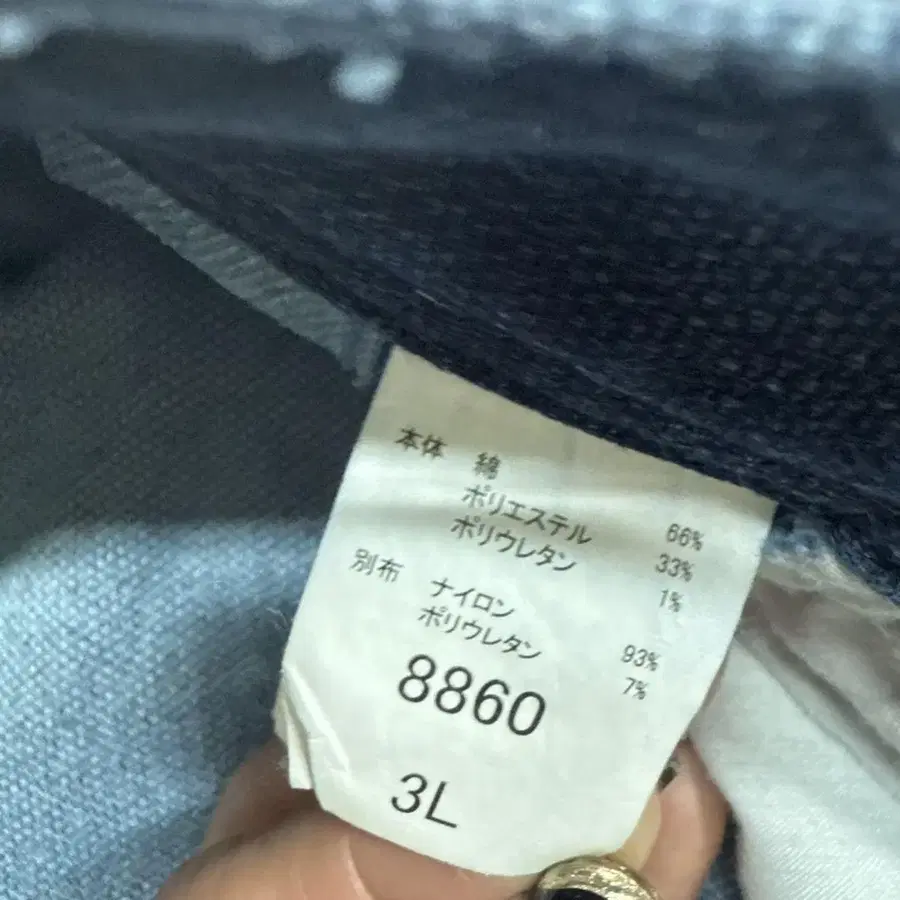 本体 綿 66%
ポリエステル 33%
ポリウレタン 1%
別布 ナイロン 93%
ポリウレタン 7%
8860
3L